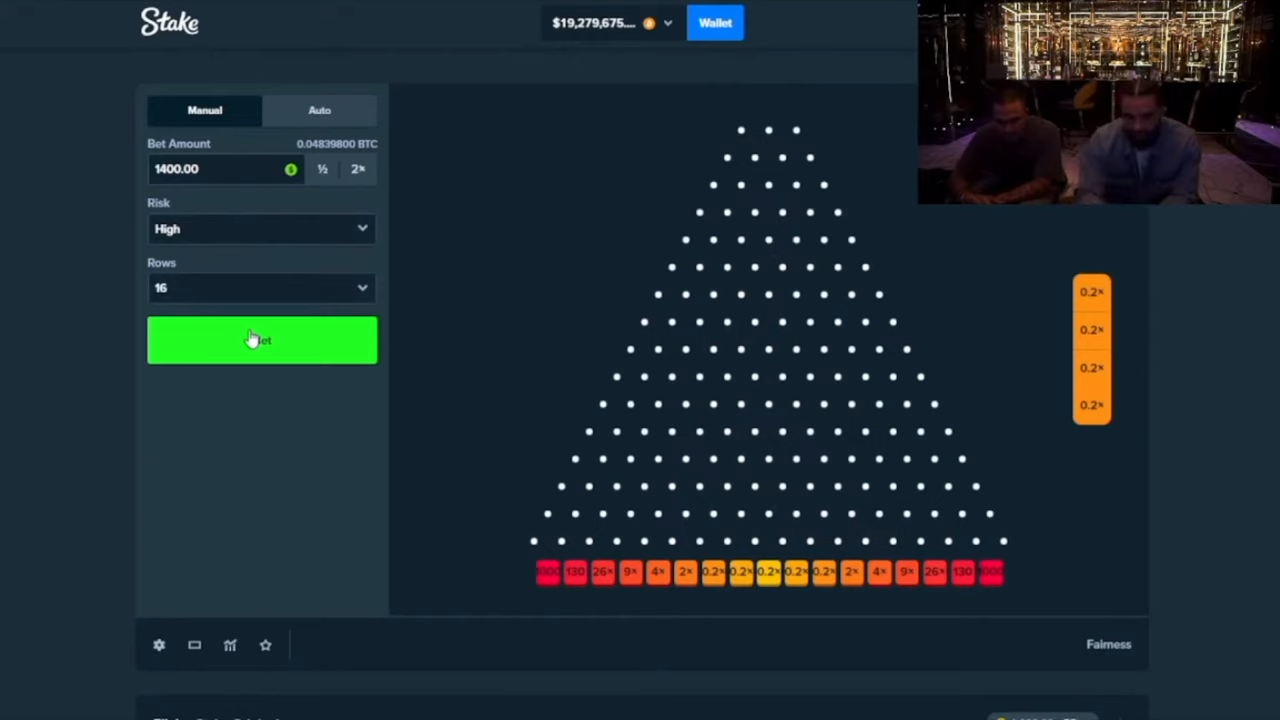 Stake
$19,279,675....
Wallet
Manual
Auto
Bet Amount
0.04839800 BTC
1400.00
½
2×
Risk
High
Rows
16
0.2×
0.2×
0.2×
0.2×
1000 130 26× 9× 4× 2× 0.2× 0.2× 0.2× 0.2× 0.2× 2× 4× 9× 26× 130 1000
Fairness